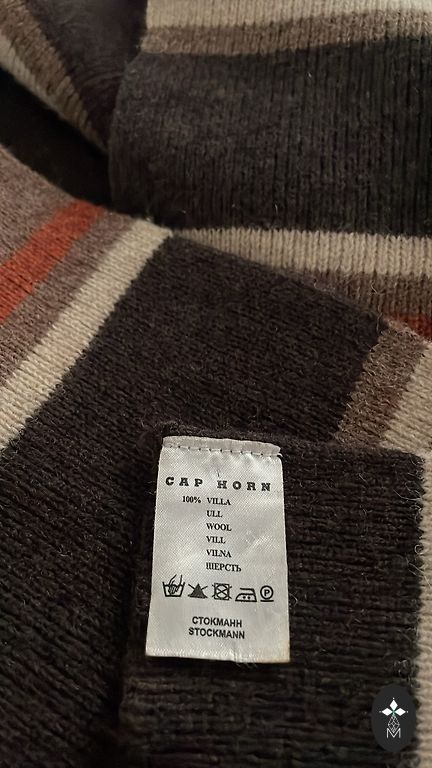 CAP HORN
100% VILLA
ULL
WOOL
VILL
VILNA
ШЕРСТЬ
СТОКМАНН
STOCKMANN
M